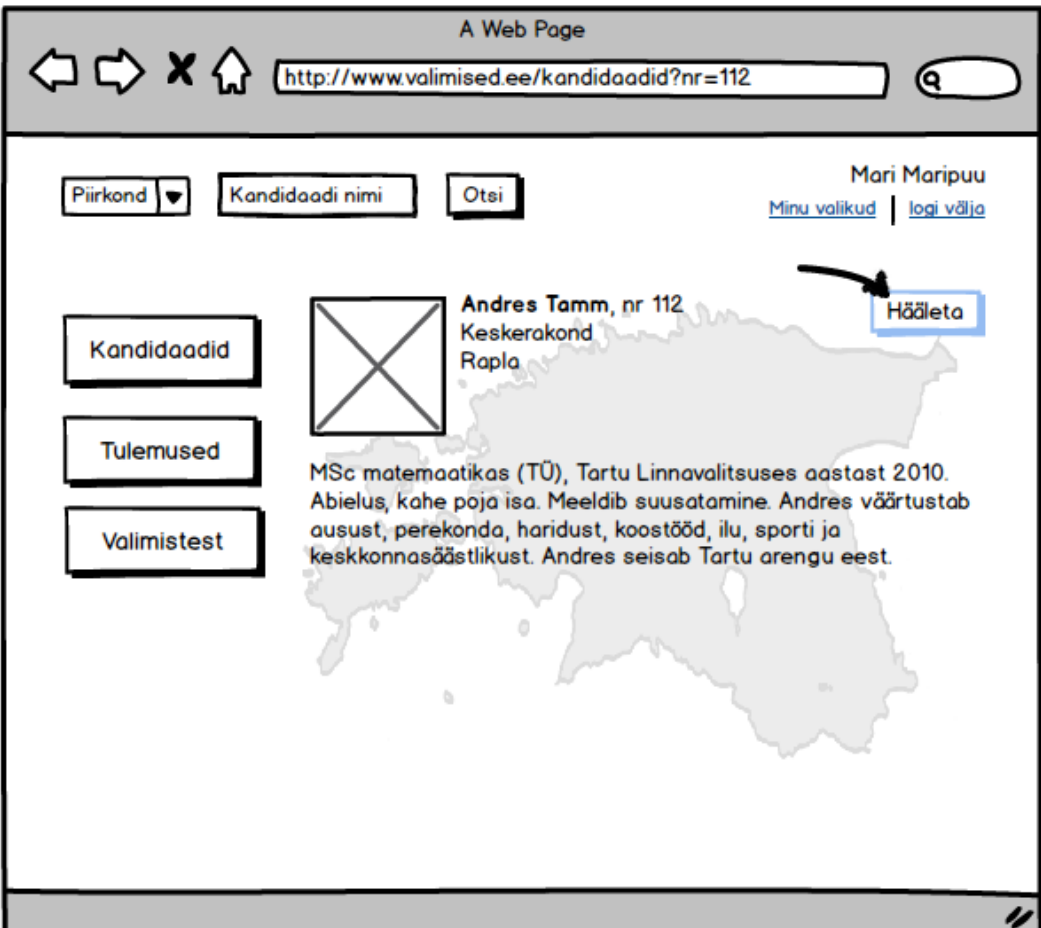 A Web Page
http://www.valimised.ee/kandidaadid?nr=112
Piirkond
Kandidaadi nimi
Otsi
Mari Maripuu
Minu valikud
logi välja
Hääleta
Andres Tamm, nr 112
Keskerakond
Rapla
Kandidaadid
Tulemused
Valimistest
MSc matemaatikas (TÜ), Tartu Linnavalitsuses aastast 2010.
Abielus, kahe poja isa. Meeldib suusatamine. Andres väärtustab
ausust, perekonda, haridust, koostööd, ilu, sporti ja
keskkonnasäästlikust. Andres seisab Tartu arengu eest.